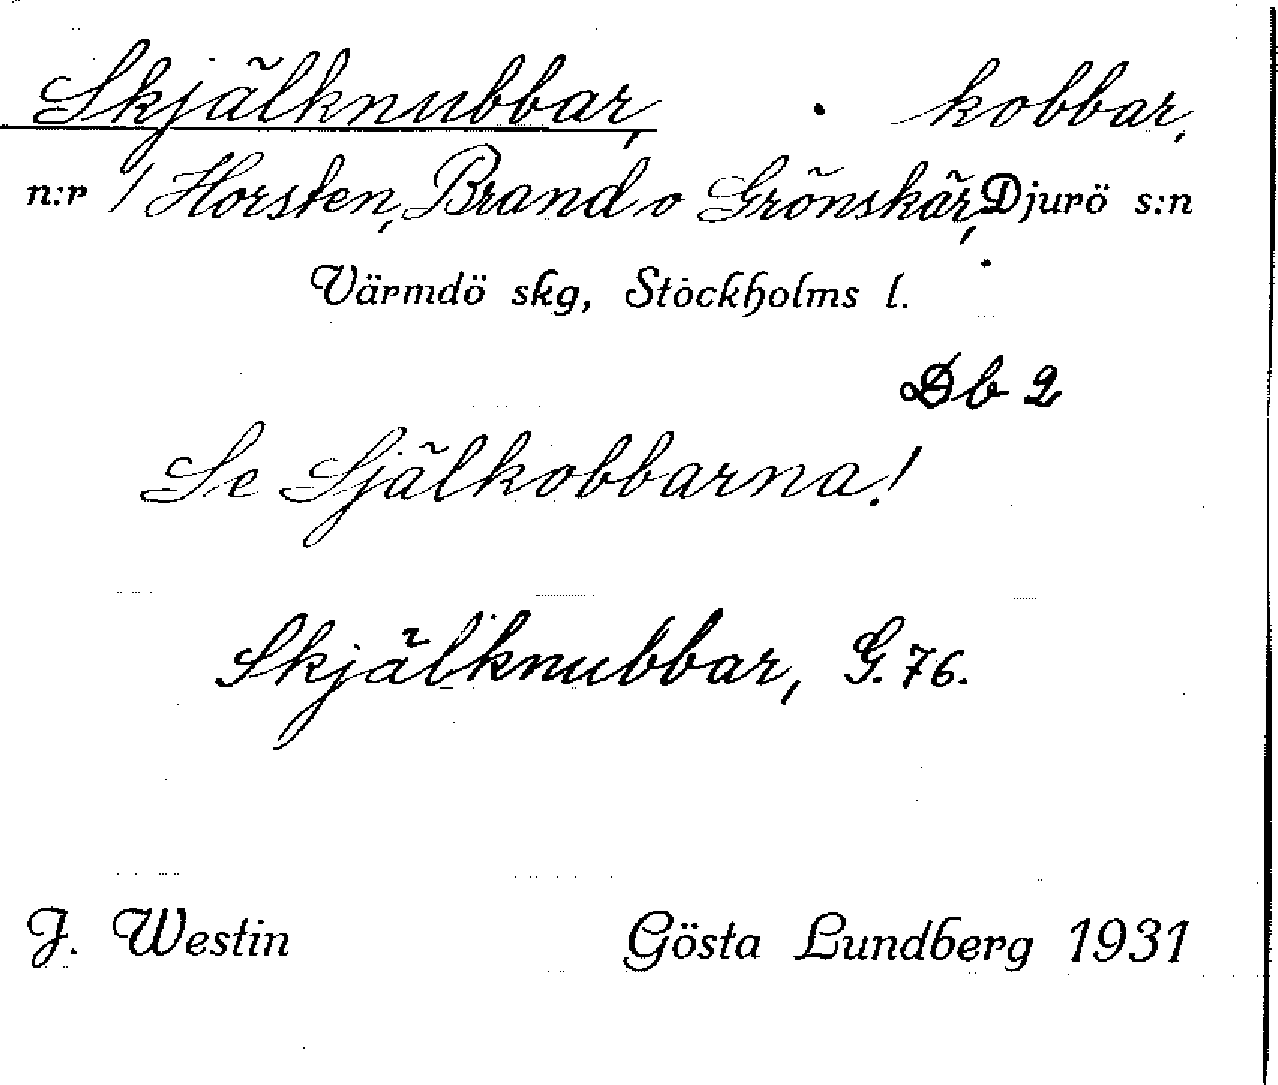 Skjälknubbar, kobbar,
n:r 1 Horsten, Brand o Grönskär, Djurö s:n
Värmdö skg, Stockholms l.
Db 2
Se Själkobbarna!
Skjälknubbar, G. 76.
J. Westin Gösta Lundberg 1931